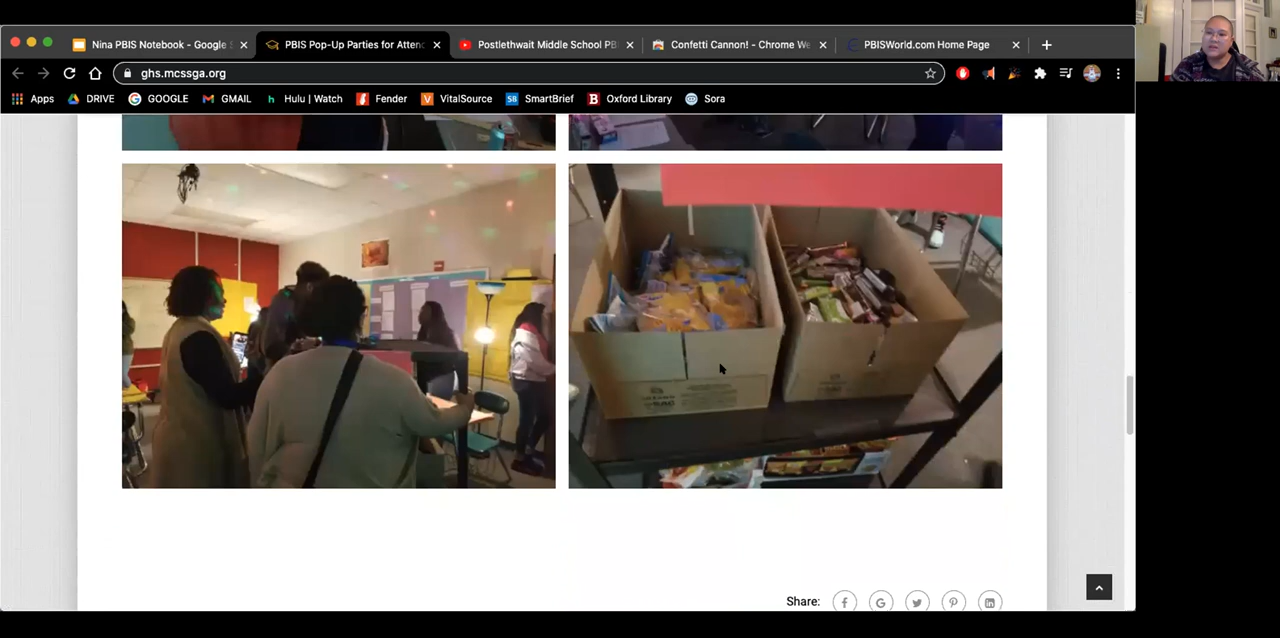 Nina PBIS Notebook - Google S
PBIS Pop-Up Parties for Attend
Postlethwait Middle School PB
Confetti Cannon! - Chrome We
PBISWorld.com Home Page
ghs.mcssga.org
Apps DRIVE GOOGLE GMAIL Hulu | Watch Fender VitalSource SmartBrief Oxford Library Sora
Share: